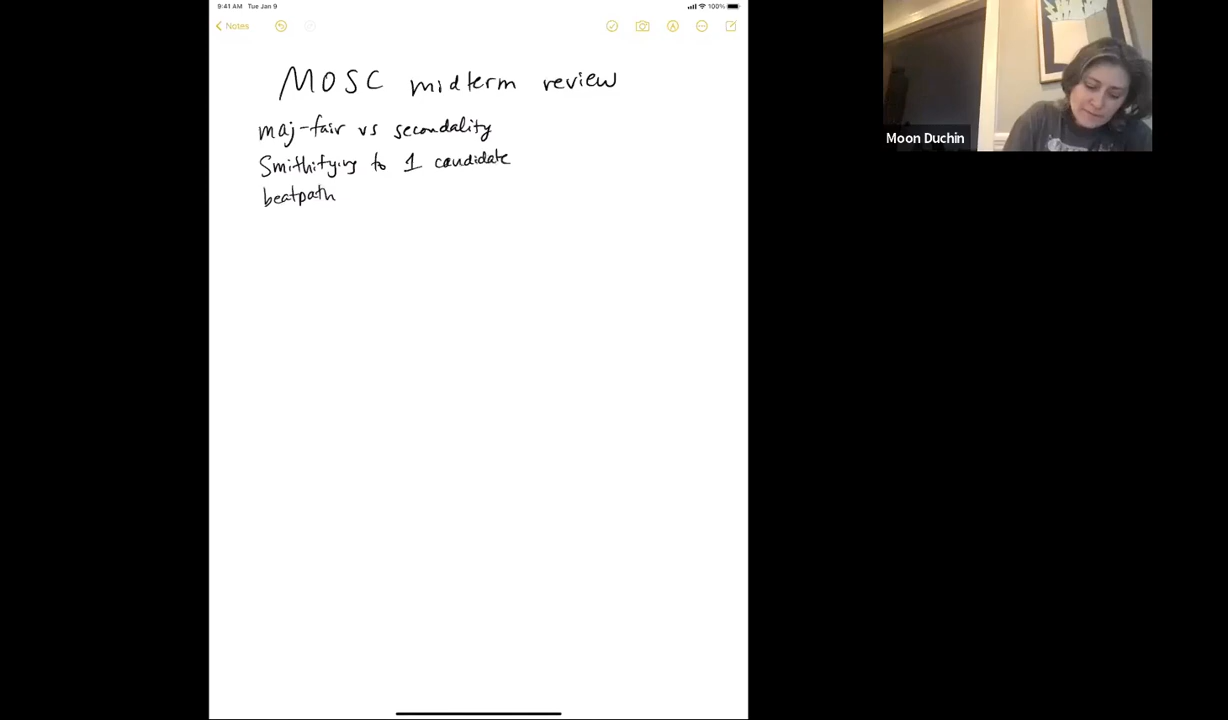 9:41 AM Tue Jan 9
100%
Notes
MOSC midterm review
maj-fair vs secondality
Smithifying to 1 candidate
beatpath
Moon Duchin